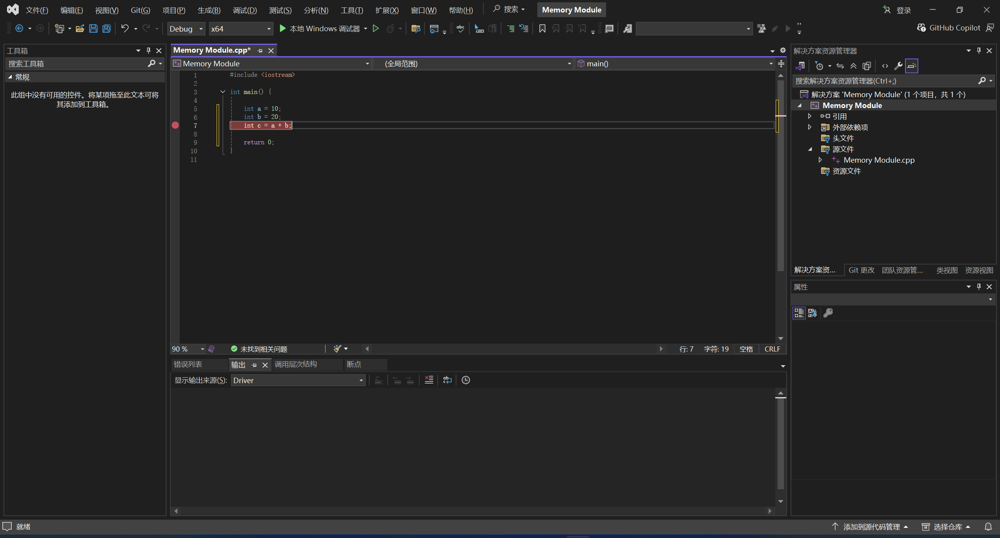 文件(F) 编辑(E) 视图(V) Git(G) 项目(P) 生成(B) 调试(D) 测试(S) 分析(N) 工具(T) 扩展(X) 窗口(W) 帮助(H) 搜索 Memory Module 登录
Debug x64 本地 Windows 调试器 GitHub Copilot
工具箱
搜索工具箱
常规
此组中没有可用的控件。将某项拖至此文本可将
其添加到工具箱。
Memory Module.cpp*
Memory Module (全局范围) main()
1 #include <iostream>
2
3 int main() {
4
5 int a = 10;
6 int b = 20;
7 int c = a + b;
8
9 return 0;
10 }
11
90 % 未找到相关问题 行: 7 字符: 19 空格 CRLF
错误列表 输出 调用层次结构 断点
显示输出来源(S): Driver
解决方案资源管理器
搜索解决方案资源管理器(Ctrl+;)
解决方案 'Memory Module' (1 个项目，共 1 个)
Memory Module
引用
外部依赖项
头文件
源文件
Memory Module.cpp
资源文件
解决方案资... Git 更改 团队资源管... 类视图 资源视图
属性
就绪 添加到源代码管理 选择仓库